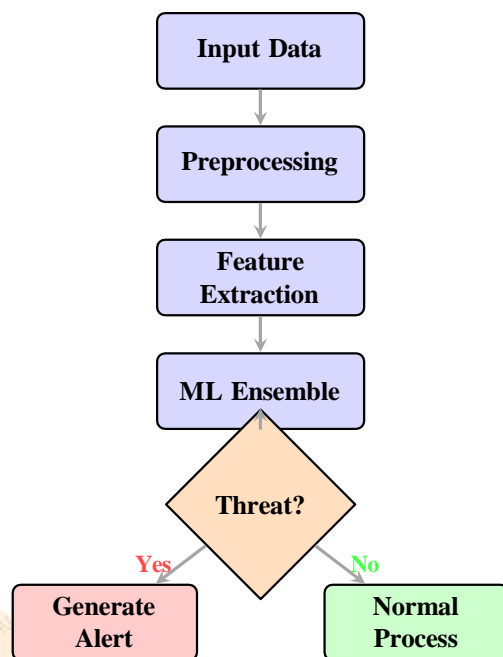 Input Data
Preprocessing
Feature
Extraction
ML Ensemble
Threat?
Yes
No
Generate
Alert
Normal
Process